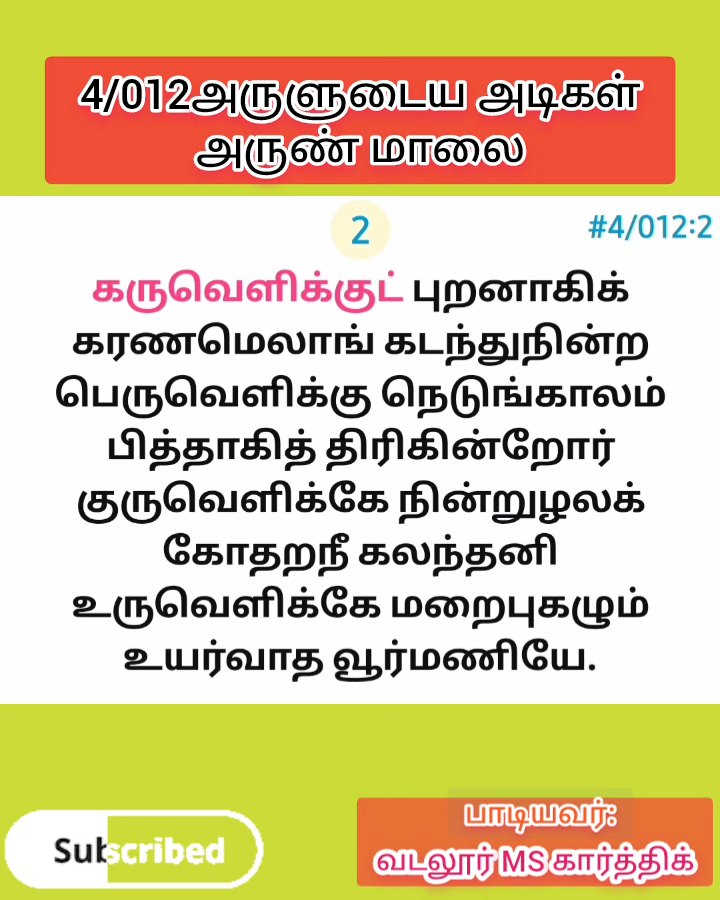 4/012அருளுடைய அடிகள்
அருண் மாலை
2
#4/012:2
கருவெளிக்குட் புறனாகிக்
கரணமெலாங் கடந்துநின்ற
பெருவெளிக்கு நெடுங்காலம்
பித்தாகித் திரிகின்றோர்
குருவெளிக்கே நின்றுழலக்
கோதறநீ கலந்தனி
உருவெளிக்கே மறைபுகழும்
உயர்வாத வூர்மணியே.
Subscribed
பாடியவர்:
வடலூர் MS கார்த்திக்